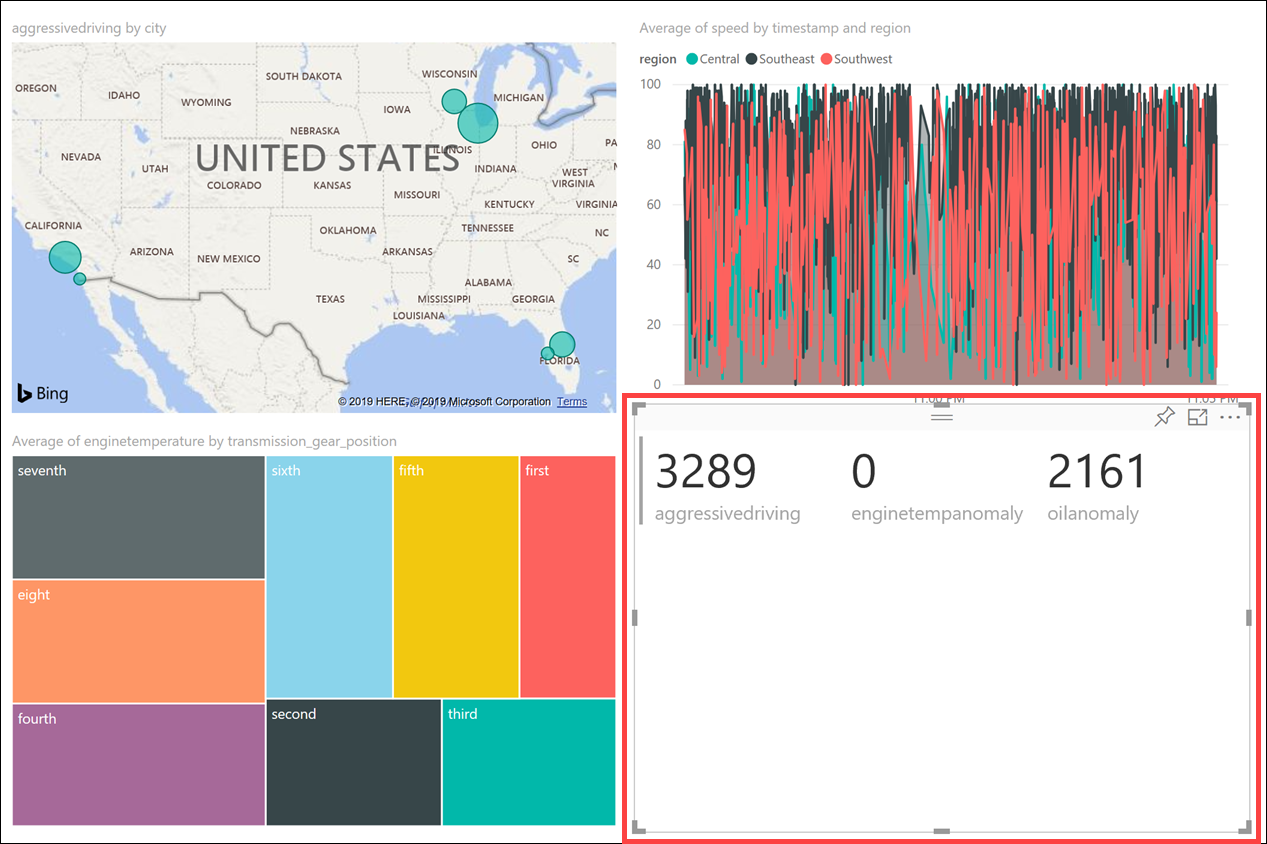 aggressivedriving by city
OREGON
IDAHO
WYOMING
SOUTH DAKOTA
WISCONSIN
MICHIGAN
IOWA
NEBRASKA
NEVADA
UTAH
UNITED STATES
ILLINOIS
INDIANA
OHIO
PA
COLORADO
KANSAS
MISSOURI
WEST
VIRGINIA
KENTUCKY
VIRGINIA
CALIFORNIA
ARIZONA
NEW MEXICO
OKLAHOMA
ARKANSAS
TENNESSEE
NC
SC
TEXAS
ALABAMA
MISSISSIPPI
GEORGIA
LOUISIANA
FLORIDA
Bing
© 2019 HERE, © 2019 Microsoft Corporation Terms
Average of speed by timestamp and region
region Central Southeast Southwest
100
80
60
40
20
0
11:00 PM 11:05 PM
Average of enginetemperature by transmission_gear_position
seventh
sixth
fifth
first
eight
fourth
second
third
3289 0 2161
aggressivedriving enginetempanomaly oilanomaly